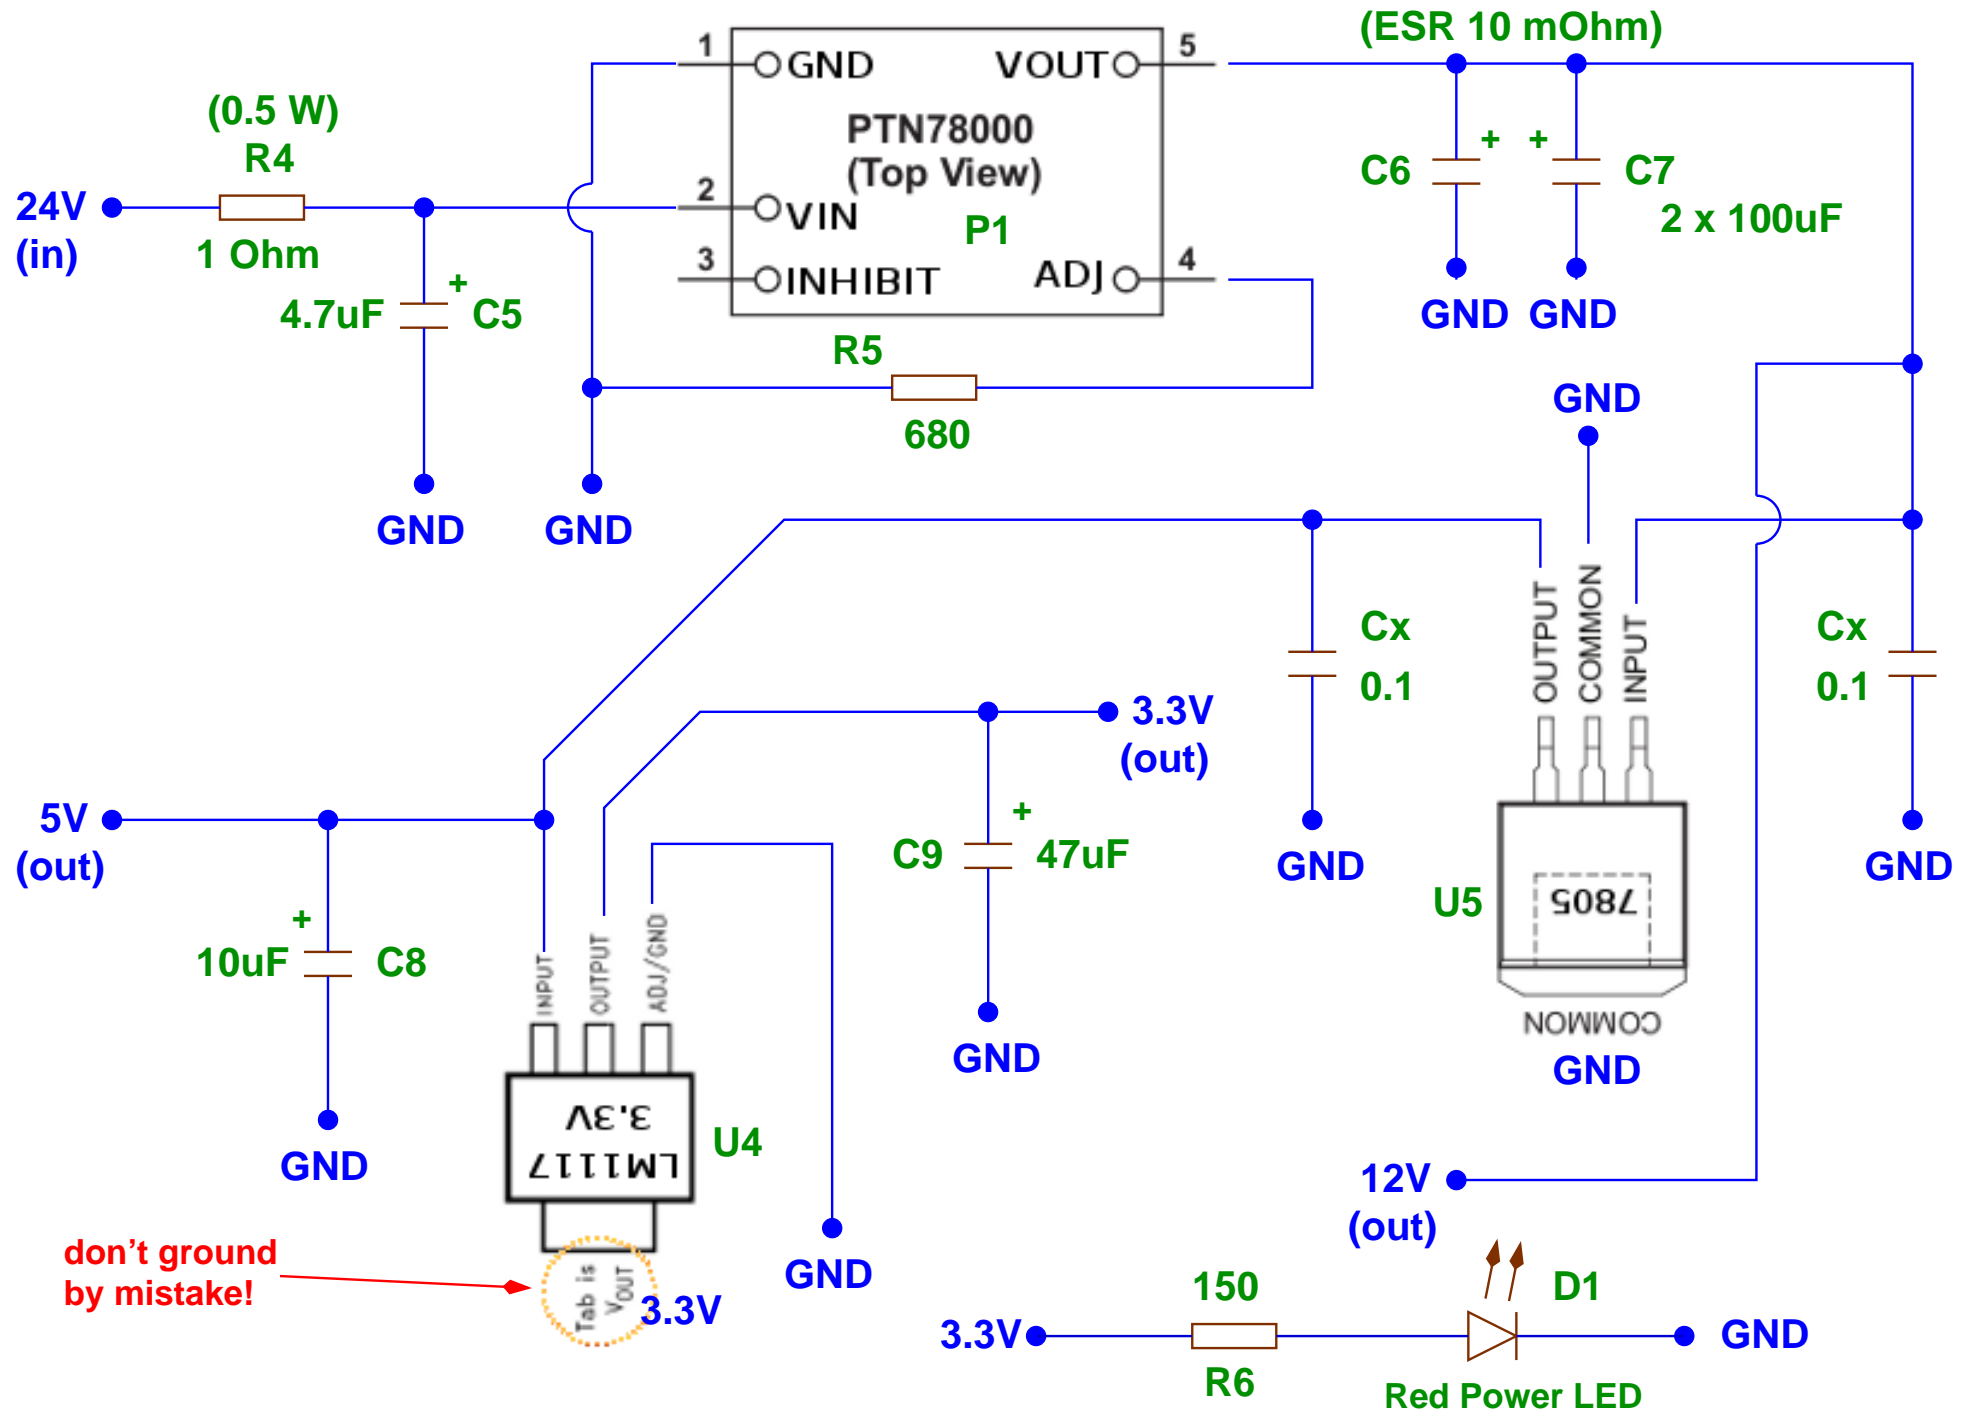 (ESR 10 mOhm)
1
GND
VOUT
5
(0.5 W)
R4
PTN78000
(Top View)
+
+
C6
C7
24V
(in)
2
VIN
P1
2 x 100uF
1 Ohm
3
INHIBIT
ADJ
4
+
4.7uF
C5
GND
GND
R5
680
GND
GND
GND
OUTPUT
COMMON
INPUT
Cx
0.1
Cx
0.1
3.3V
(out)
5V
(out)
+
C9
47uF
GND
GND
U5
7805
+
10uF
C8
INPUT
OUTPUT
ADJ/GND
COMMON
GND
GND
GND
3.3V
LM1117
U4
12V
(out)
don't ground
by mistake!
Tab is
VOUT
3.3V
GND
150
D1
3.3V
GND
R6
Red Power LED